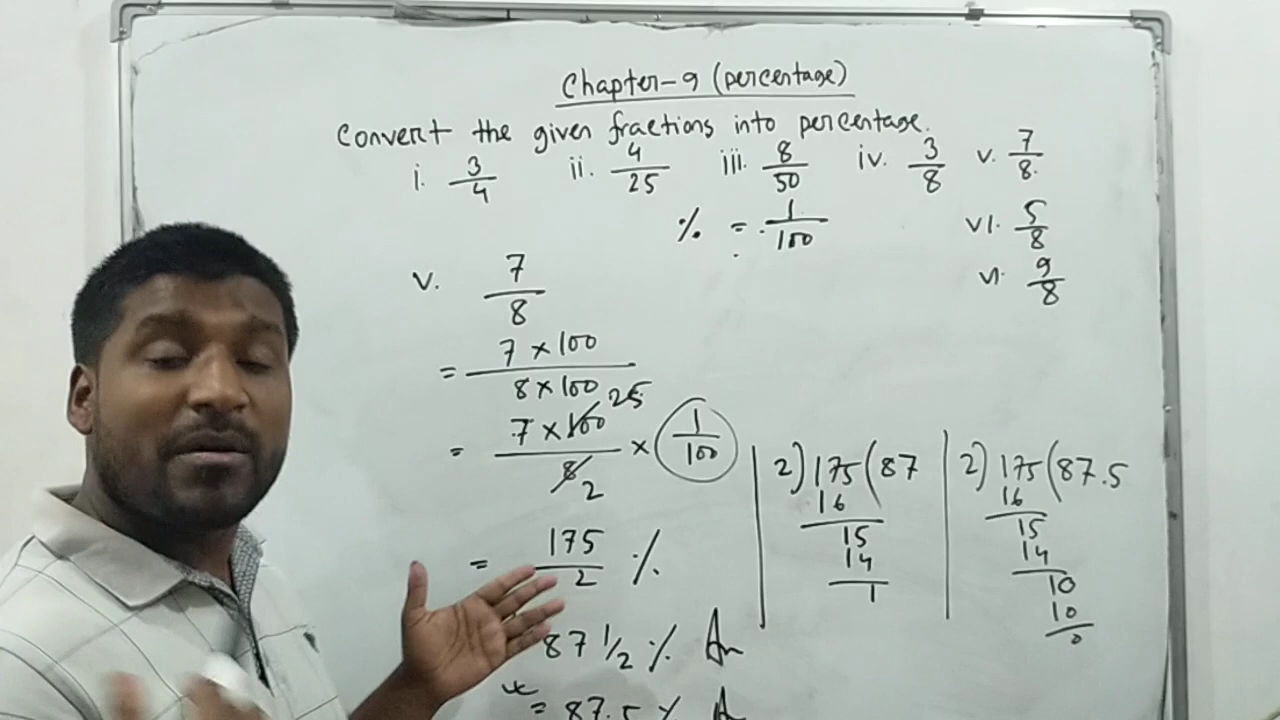 Chapter-9 (percentage)
Convert the given fractions into percentage.
i. 3/4 ii. 4/25 iii. 8/50 iv. 3/8 v. 7/8
% = 1/100
vi. 5/8
9/8
v. 7/8
= 7 × 100 / 8 × 100
= 7 × 100 25 / 8 2 × 1/100
= 175/2 %
87 1/2 % An
= 87.5 % A
2) 175 (87
16
15
14
1
2) 175 (87.5
16
15
14
10
10
0